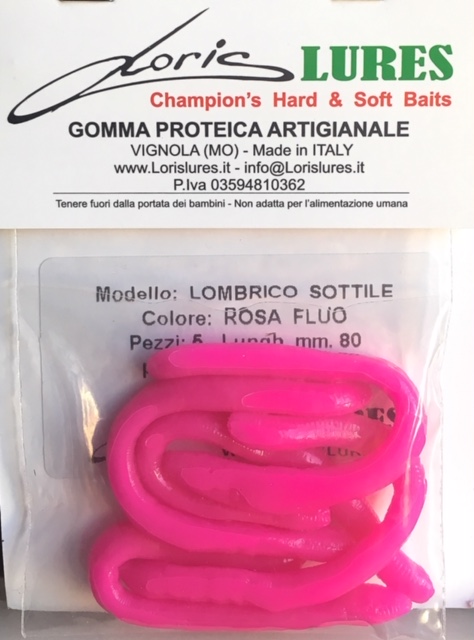 Loris LURES
Champion's Hard & Soft Baits
GOMMA PROTEICA ARTIGIANALE
VIGNOLA (MO) - Made in ITALY
www.Lorislures.it - info@Lorislures.it
P.Iva 03594810362
Tenere fuori dalla portata dei bambini - Non adatta per l'alimentazione umana
Modello: LOMBRICO SOTTILE
Colore: ROSA FLUO
Pezzi: 5 Lungh. mm. 80